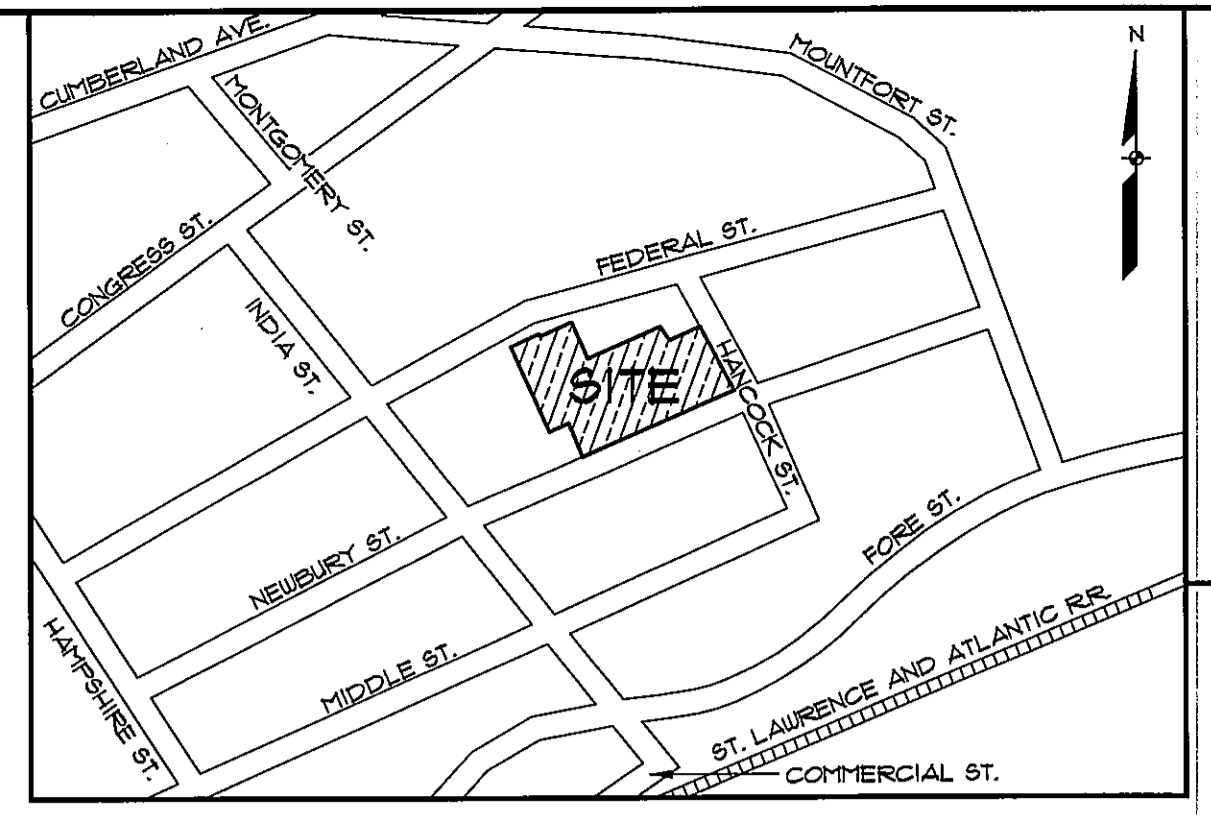 CUMBERLAND AVE.
MONTGOMERY ST.
MOUNTFORT ST.
N
CONGRESS ST.
INDIA ST.
FEDERAL ST.
SITE
HANCOCK ST.
NEWBURY ST.
FORE ST.
HAMPSHIRE ST.
MIDDLE ST.
ST. LAWRENCE AND ATLANTIC RR
COMMERCIAL ST.